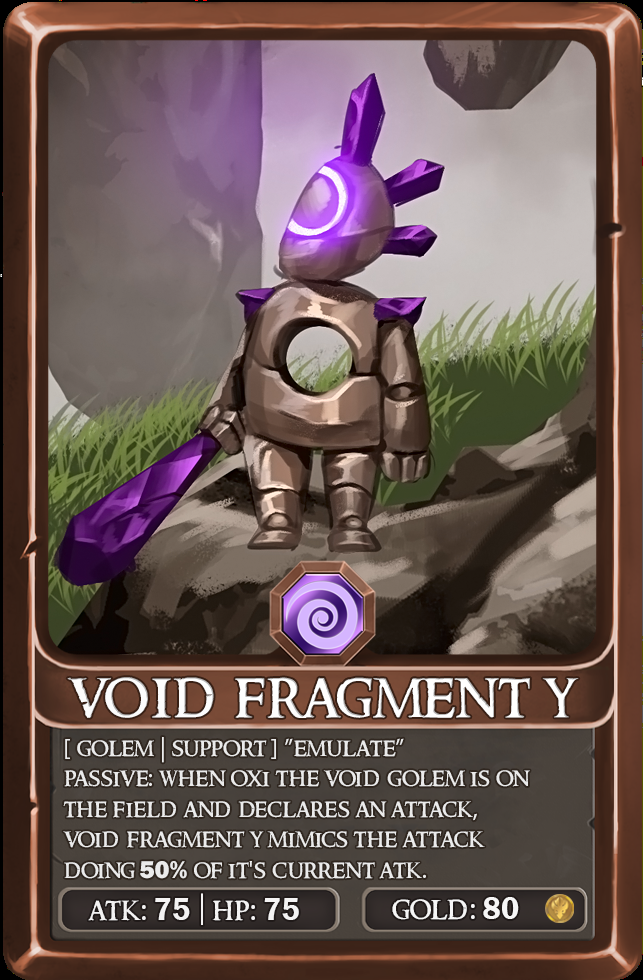 VOID FRAGMENT Y
[ GOLEM | SUPPORT ] "EMULATE"
PASSIVE: WHEN OXI THE VOID GOLEM IS ON
THE FIELD AND DECLARES AN ATTACK,
VOID FRAGMENT Y MIMICS THE ATTACK
DOING 50% OF IT'S CURRENT ATK.
ATK: 75 | HP: 75
GOLD: 80